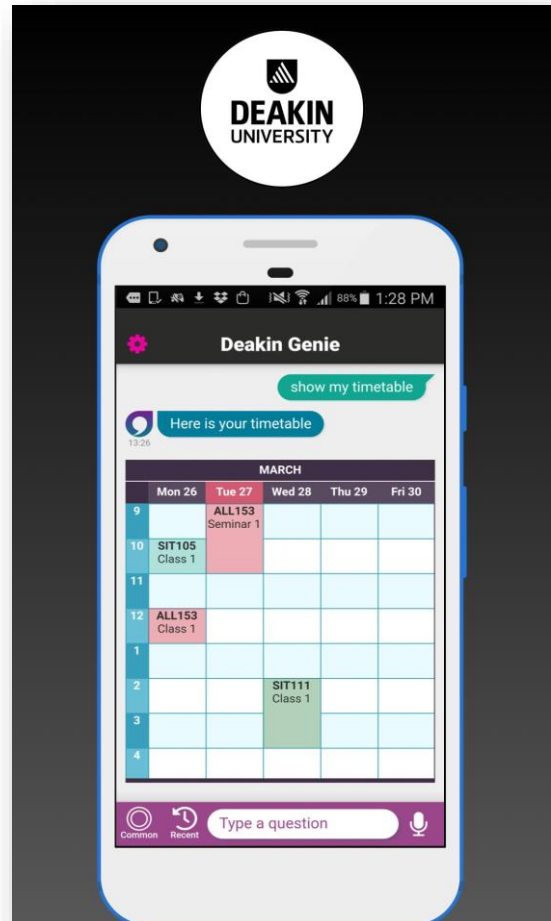 DEAKIN
UNIVERSITY
88% 1:28 PM
Deakin Genie
show my timetable
Here is your timetable
13:26
MARCH
Mon 26 Tue 27 Wed 28 Thu 29 Fri 30
9 ALL153
Seminar 1
10 SIT105
Class 1
11
12 ALL153
Class 1
1
2 SIT111
Class 1
3
4
Common Recent Type a question